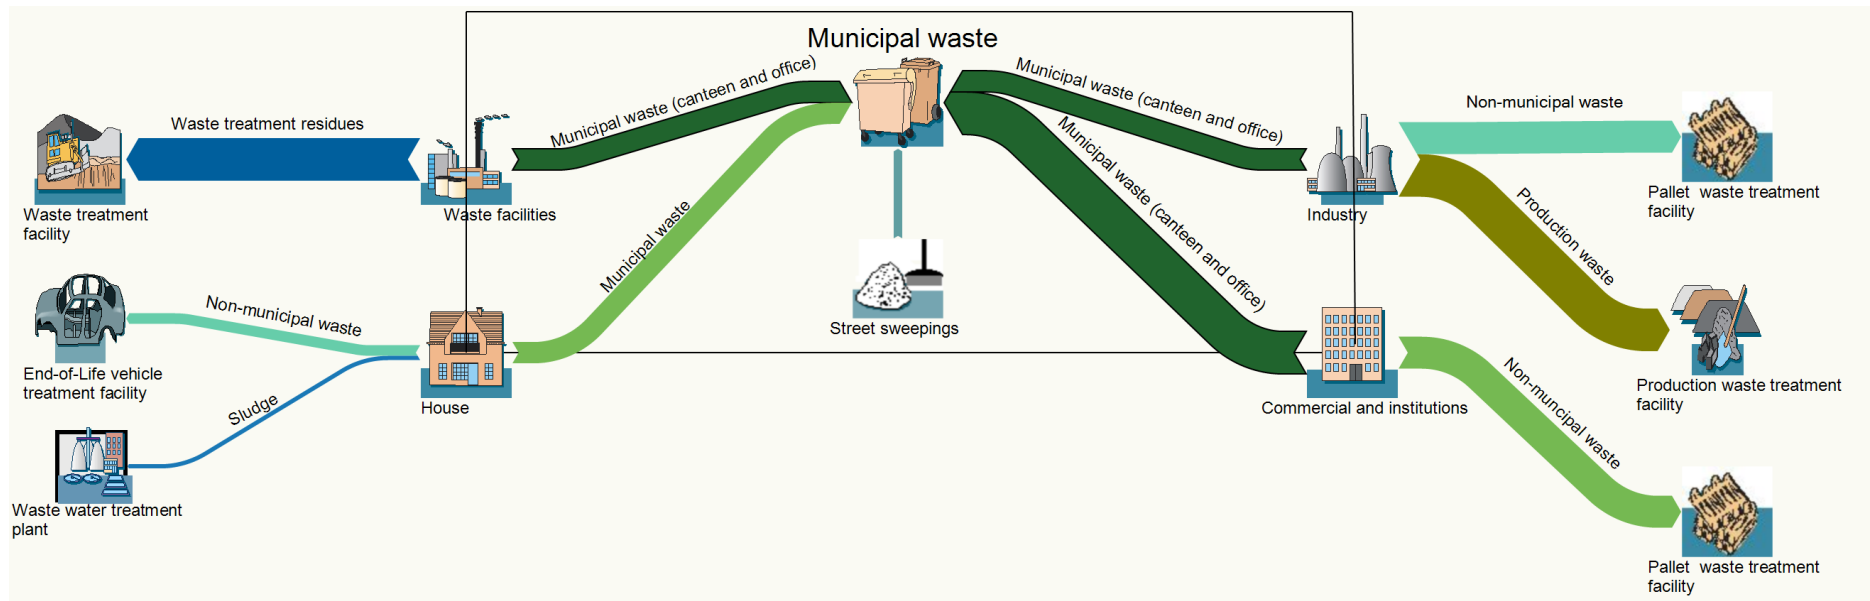 Municipal waste
Municipal waste (canteen and office)
Municipal waste (canteen and office)
Non-municipal waste
Waste treatment residues
Municipal waste (canteen and office)
Pallet  waste treatment
facility
Waste treatment
facility
Waste facilities
Industry
Production waste
Municipal waste
Non-municipal waste
Street sweepings
End-of-Life vehicle
treatment facility
House
Commercial and institutions
Production waste treatment
facility
Sludge
Non-muncipal waste
Waste water treatment
plant
Pallet  waste treatment
facility